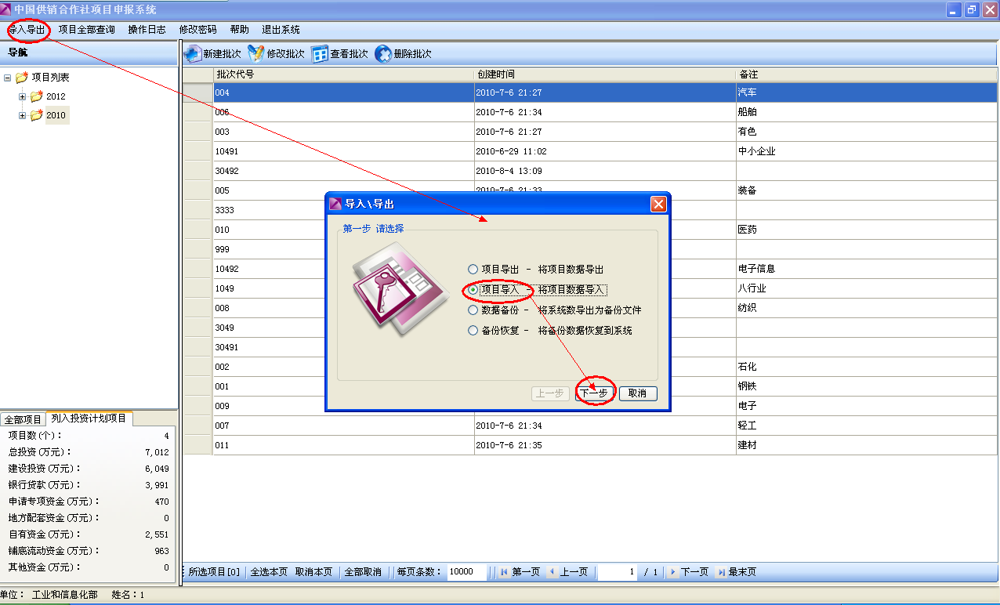 中国供销合作社项目申报系统
导入导出 项目全部查询 操作日志 修改密码 帮助 退出系统
导航
新建批次 修改批次 查看批次 删除批次
项目列表
2012
2010
批次代号 创建时间 备注
004 2010-7-6 21:27 汽车
006 2010-7-6 21:34 船舶
003 2010-7-6 21:27 有色
10491 2010-6-29 11:02 中小企业
30492 2010-8-4 13:09
005 2010-7-6 21:33 装备
3333
010 医药
999
10492 电子信息
1049 八行业
008 纺织
3049
30491
002 石化
001 钢铁
009 电子
007 2010-7-6 21:34 轻工
011 2010-7-6 21:35 建材
导入\导出
第一步 请选择
项目导出 - 将项目数据导出
项目导入 - 将项目数据导入
数据备份 - 将系统数导出为备份文件
备份恢复 - 将备份数据恢复到系统
上一步 下一步 取消
全部项目 列入投资计划项目
项目数(个): 4
总投资(万元): 7,012
建设投资(万元): 6,049
银行贷款(万元): 3,991
申请专项资金(万元): 470
地方配套资金(万元): 0
自有资金(万元): 2,551
铺底流动资金(万元): 963
其他资金(万元): 0
所选项目[0] 全选本页 取消本页 全部取消 每页条数: 10000 第一页 上一页 1 / 1 下一页 最末页
单位: 工业和信息化部 姓名:1